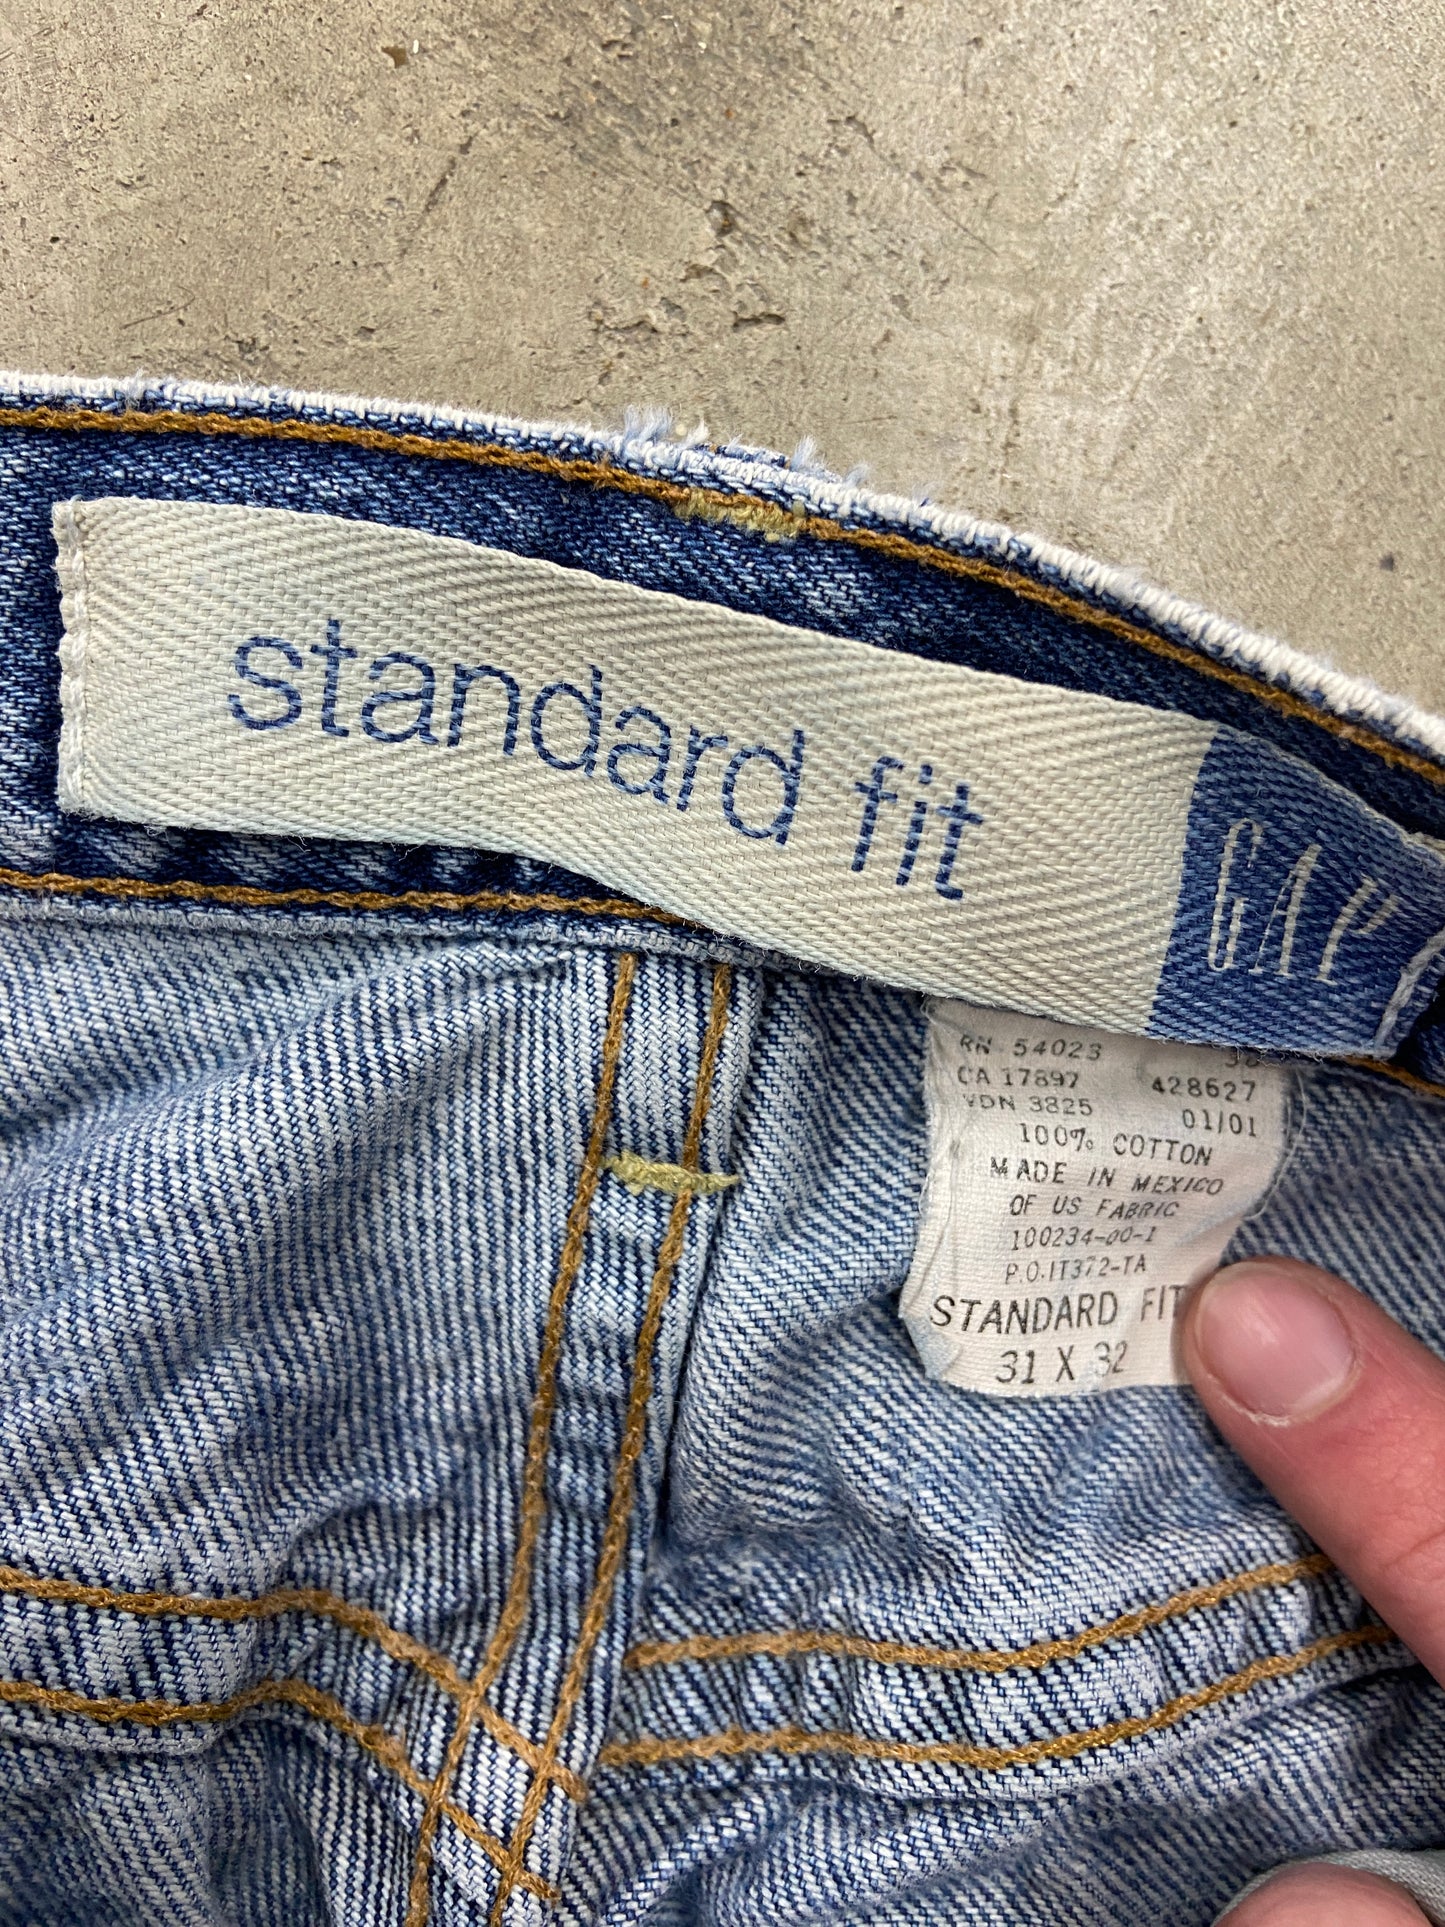 standard fit
GAP
RN 54023
CA 17897 428627
VDN 3825 01/01
100% COTTON
MADE IN MEXICO
OF US FABRIC
100234-00-1
P.O.IT372-TA
STANDARD FIT
31 X 32